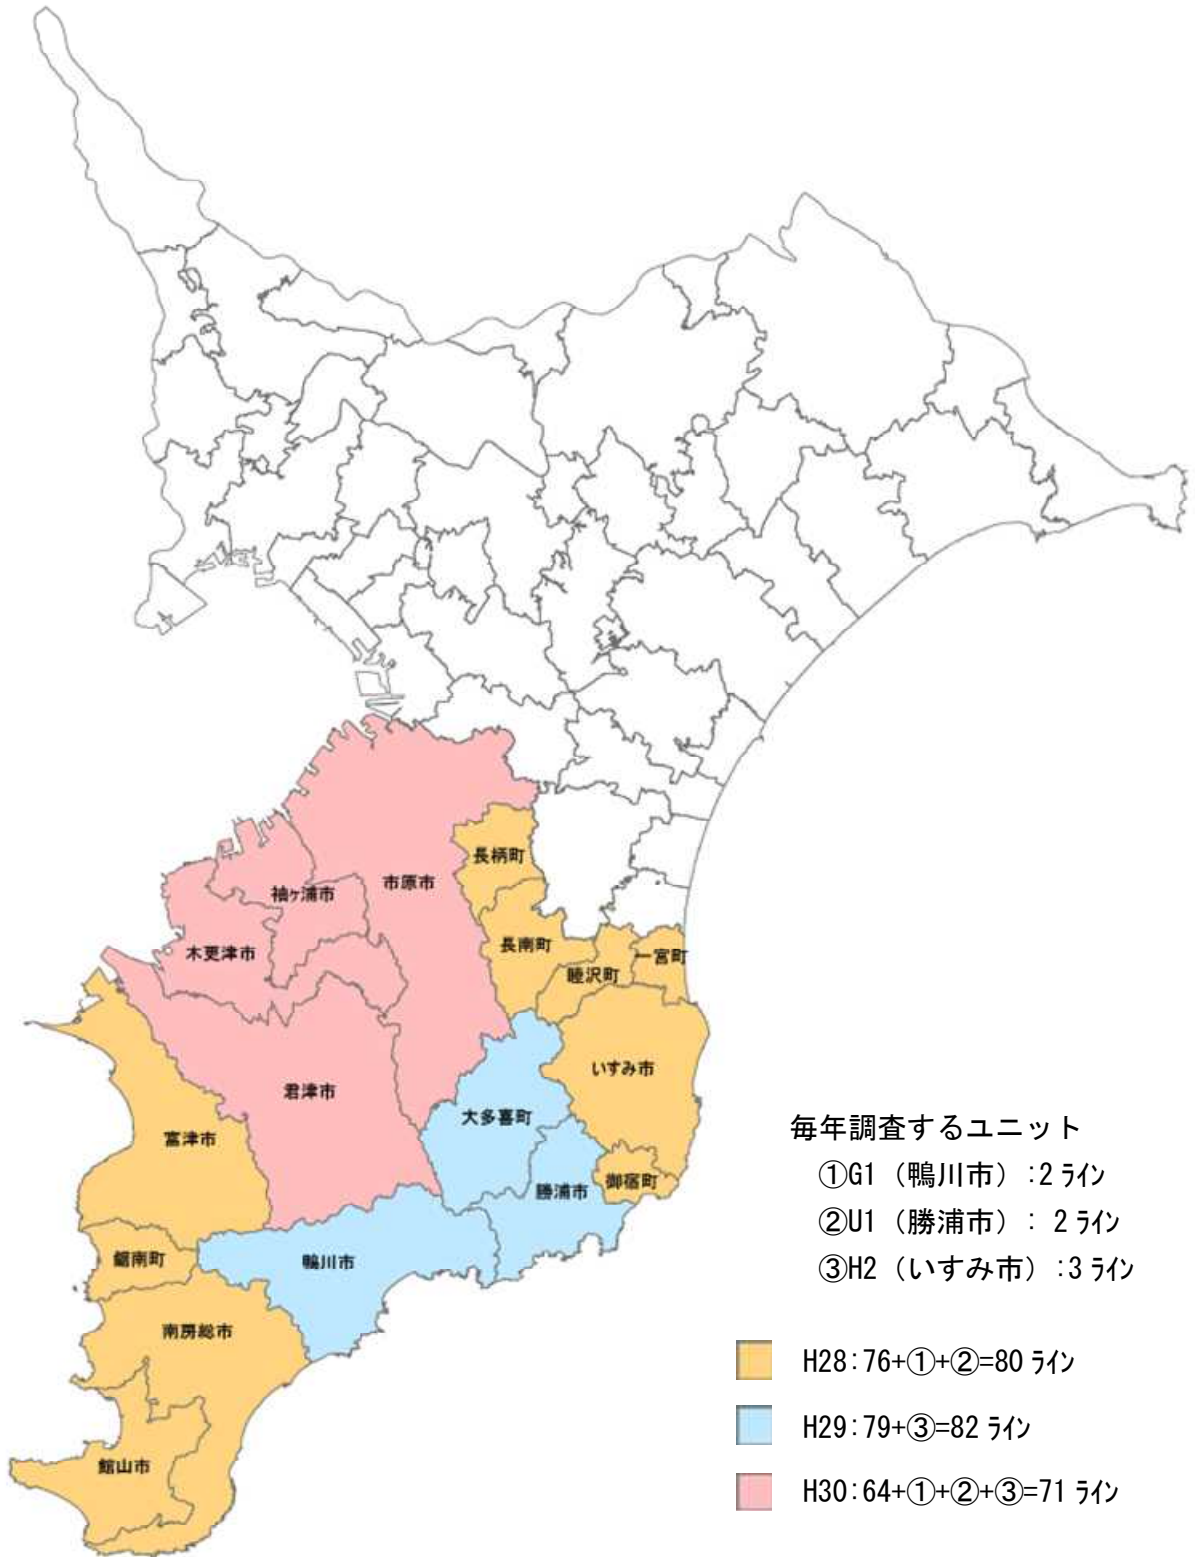 長柄町
市原市
袖ヶ浦市
長南町
木更津市
一宮町
睦沢町
いすみ市
君津市
大多喜町
富津市
御宿町
勝浦市
鋸南町
鴨川市
南房総市
館山市
毎年調査するユニット
①G1（鴨川市）:2 ﾗｲﾝ
②U1（勝浦市）: 2 ﾗｲﾝ
③H2（いすみ市）:3 ﾗｲﾝ
H28:76+①+②=80 ﾗｲﾝ
H29:79+③=82 ﾗｲﾝ
H30:64+①+②+③=71 ﾗｲﾝ